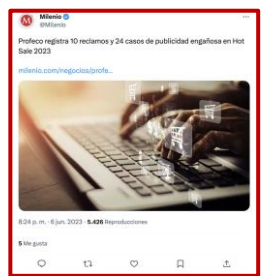 Milenio
@Milenio
Profeco registra 10 reclamos y 24 casos de publicidad engañosa en Hot
Sale 2023
milenio.com/negocios/profe...
8:24 p. m. · 6 jun. 2023 · 5.426 Reproducciones
5 Me gusta